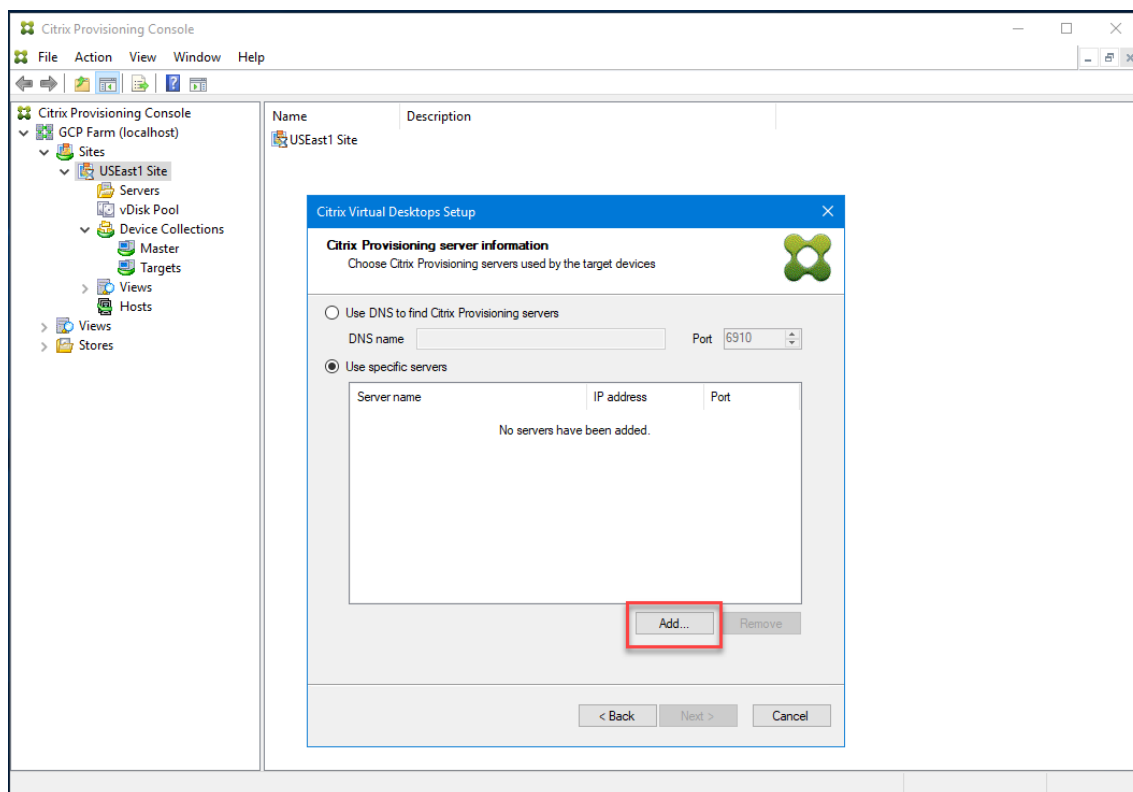 Citrix Provisioning Console
File Action View Window Help
Citrix Provisioning Console
GCP Farm (localhost)
Sites
USEast1 Site
Servers
vDisk Pool
Device Collections
Master
Targets
Views
Hosts
Views
Stores
Name Description
USEast1 Site
Citrix Virtual Desktops Setup
Citrix Provisioning server information
Choose Citrix Provisioning servers used by the target devices
Use DNS to find Citrix Provisioning servers
DNS name Port 6910
Use specific servers
Server name IP address Port
No servers have been added.
Add... Remove
< Back Next > Cancel